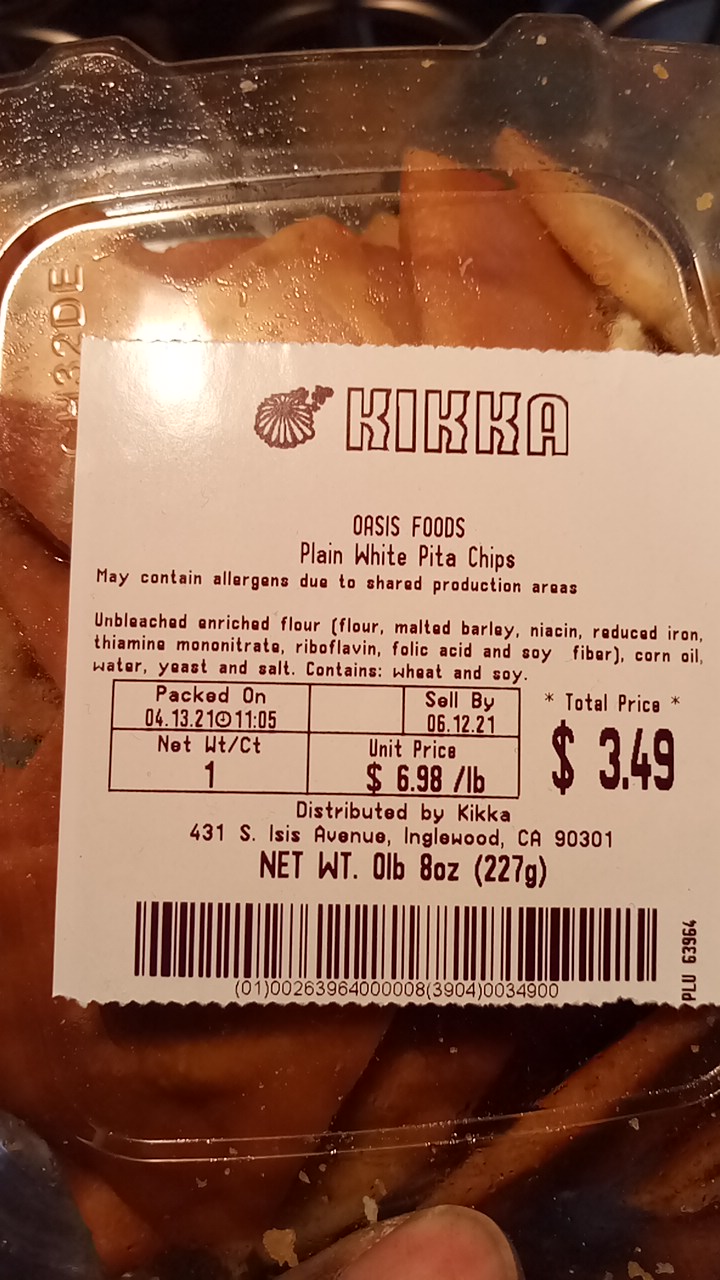 KIKKA
OASIS FOODS
Plain White Pita Chips
May contain allergens due to shared production areas
Unbleached enriched flour (flour, malted barley, niacin, reduced iron,
thiamine mononitrate, riboflavin, folic acid and soy fiber), corn oil,
water, yeast and salt. Contains: wheat and soy.
Packed On
04.13.21 11:05
Sell By
06.12.21
* Total Price *
$ 3.49
Net Wt/Ct
1
Unit Price
$ 6.98 /lb
Distributed by Kikka
431 S. Isis Avenue, Inglewood, CA 90301
NET WT. 0lb 8oz (227g)
(01)00263964000008(3904)0034900
PLU 63964